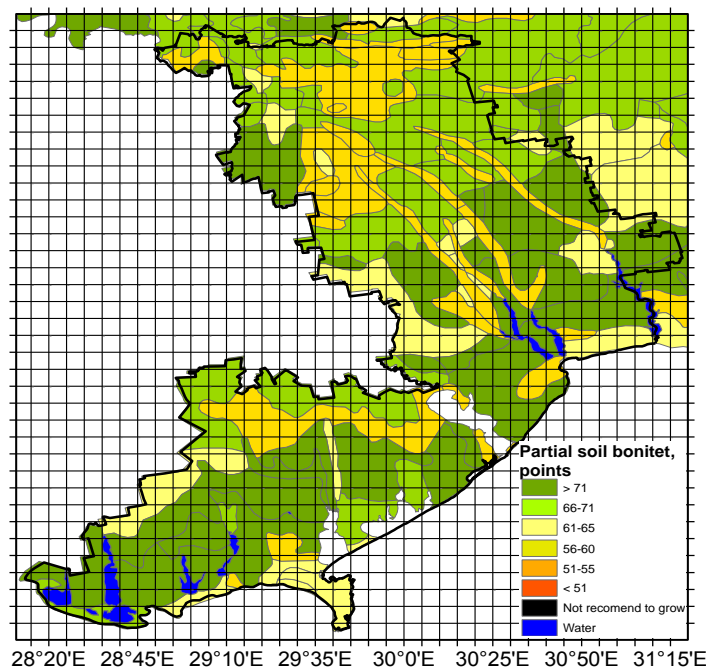 Partial soil bonitet,
points
> 71
66-71
61-65
56-60
51-55
< 51
Not recomend to grow
Water
28°20'E 28°45'E 29°10'E 29°35'E 30°0'E 30°25'E 30°50'E 31°15'E